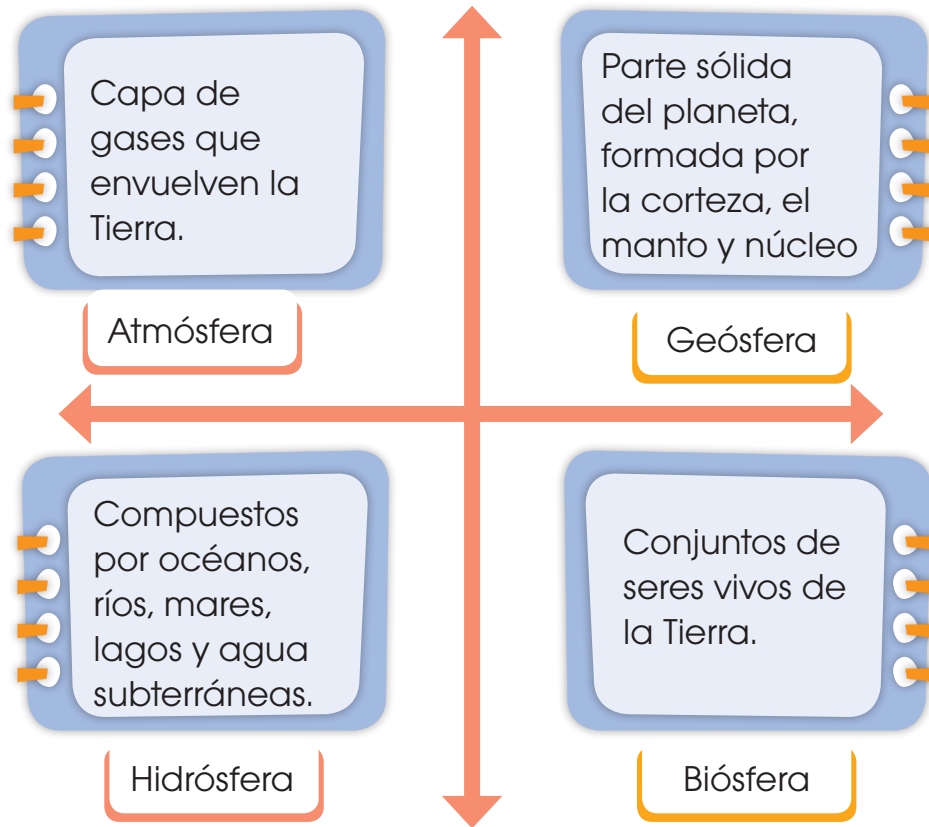 Capa de
gases que
envuelven la
Tierra.
Atmósfera
Parte sólida
del planeta,
formada por
la corteza, el
manto y núcleo
Geósfera
Compuestos
por océanos,
ríos, mares,
lagos y agua
subterráneas.
Hidrósfera
Conjuntos de
seres vivos de
la Tierra.
Biósfera